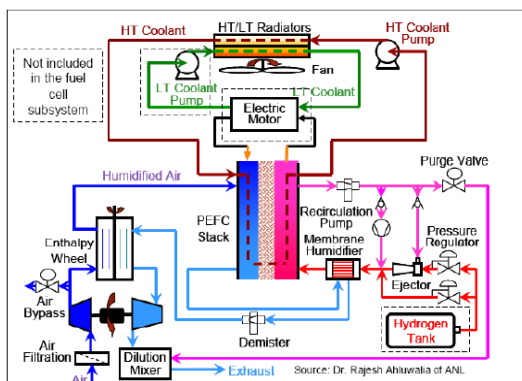 HT/LT Radiators
HT Coolant
HT Coolant
Pump
Not included
in the fuel
cell
subsystem
Fan
LT Coolant
Pump
LT Coolant
Electric
Motor
Humidified Air
Purge Valve
PEFC
Stack
Recirculation
Pump
Enthalpy
Wheel
Membrane
Humidifier
Pressure
Regulator
Ejector
Air
Bypass
Hydrogen
Tank
Demister
Air
Filtration
Dilution
Mixer
Exhaust
Source: Dr. Rajesh Ahluwalia of ANL
Air